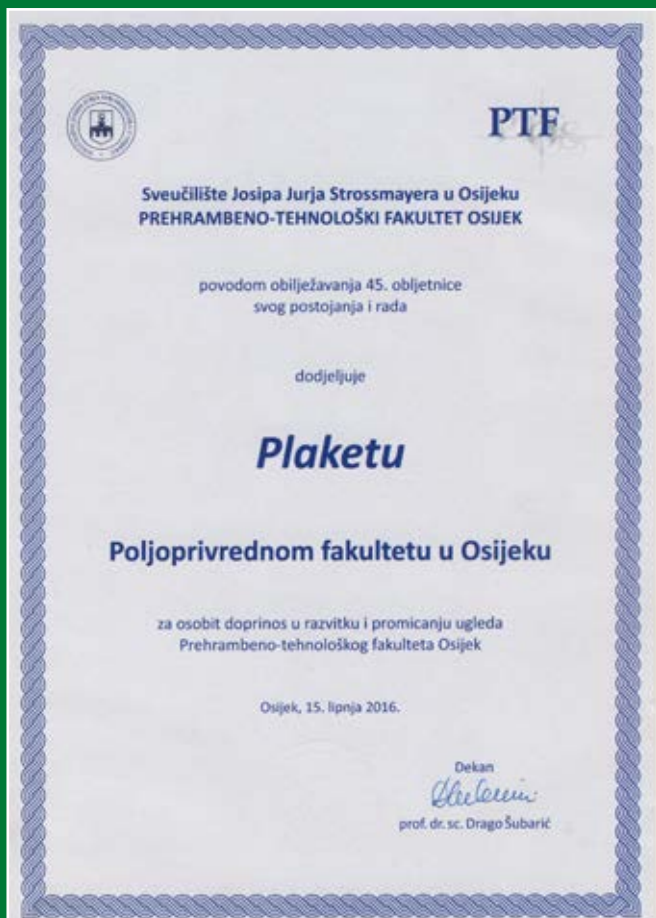 PTF
Sveučilište Josipa Jurja Strossmayera u Osijeku
PREHRAMBENO-TEHNOLOŠKI FAKULTET OSIJEK
povodom obilježavanja 45. obljetnice
svog postojanja i rada
dodjeljuje
Plaketu
Poljoprivrednom fakultetu u Osijeku
za osobit doprinos u razvitku i promicanju ugleda
Prehrambeno-tehnološkog fakulteta Osijek
Osijek, 15. lipnja 2016.
Dekan
prof. dr. sc. Drago Šubarić